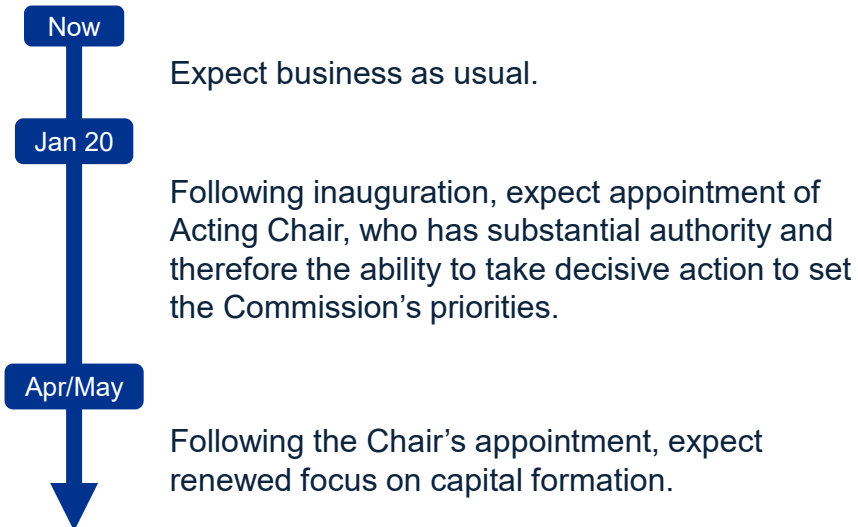 Now
Expect business as usual.
Jan 20
Following inauguration, expect appointment of
Acting Chair, who has substantial authority and
therefore the ability to take decisive action to set
the Commission’s priorities.
Apr/May
Following the Chair’s appointment, expect
renewed focus on capital formation.